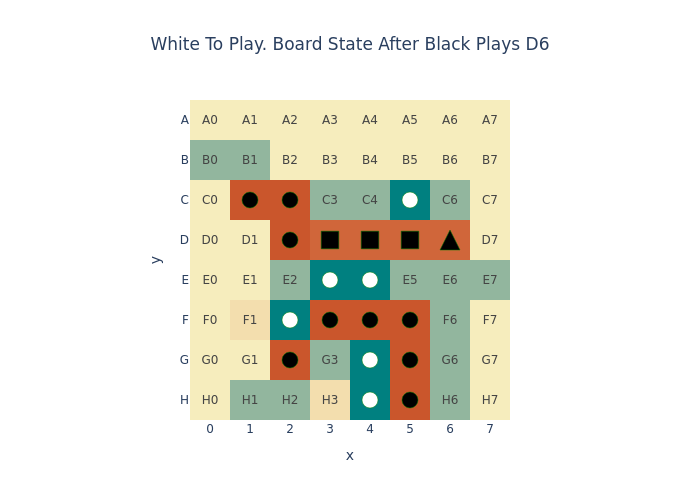 White To Play. Board State After Black Plays D6
A A0 A1 A2 A3 A4 A5 A6 A7
B B0 B1 B2 B3 B4 B5 B6 B7
C C0 C3 C4 C6 C7
D D0 D1 D7
E E0 E1 E2 E5 E6 E7
F F0 F1 F6 F7
G G0 G1 G3 G6 G7
H H0 H1 H2 H3 H6 H7
0 1 2 3 4 5 6 7
x
y